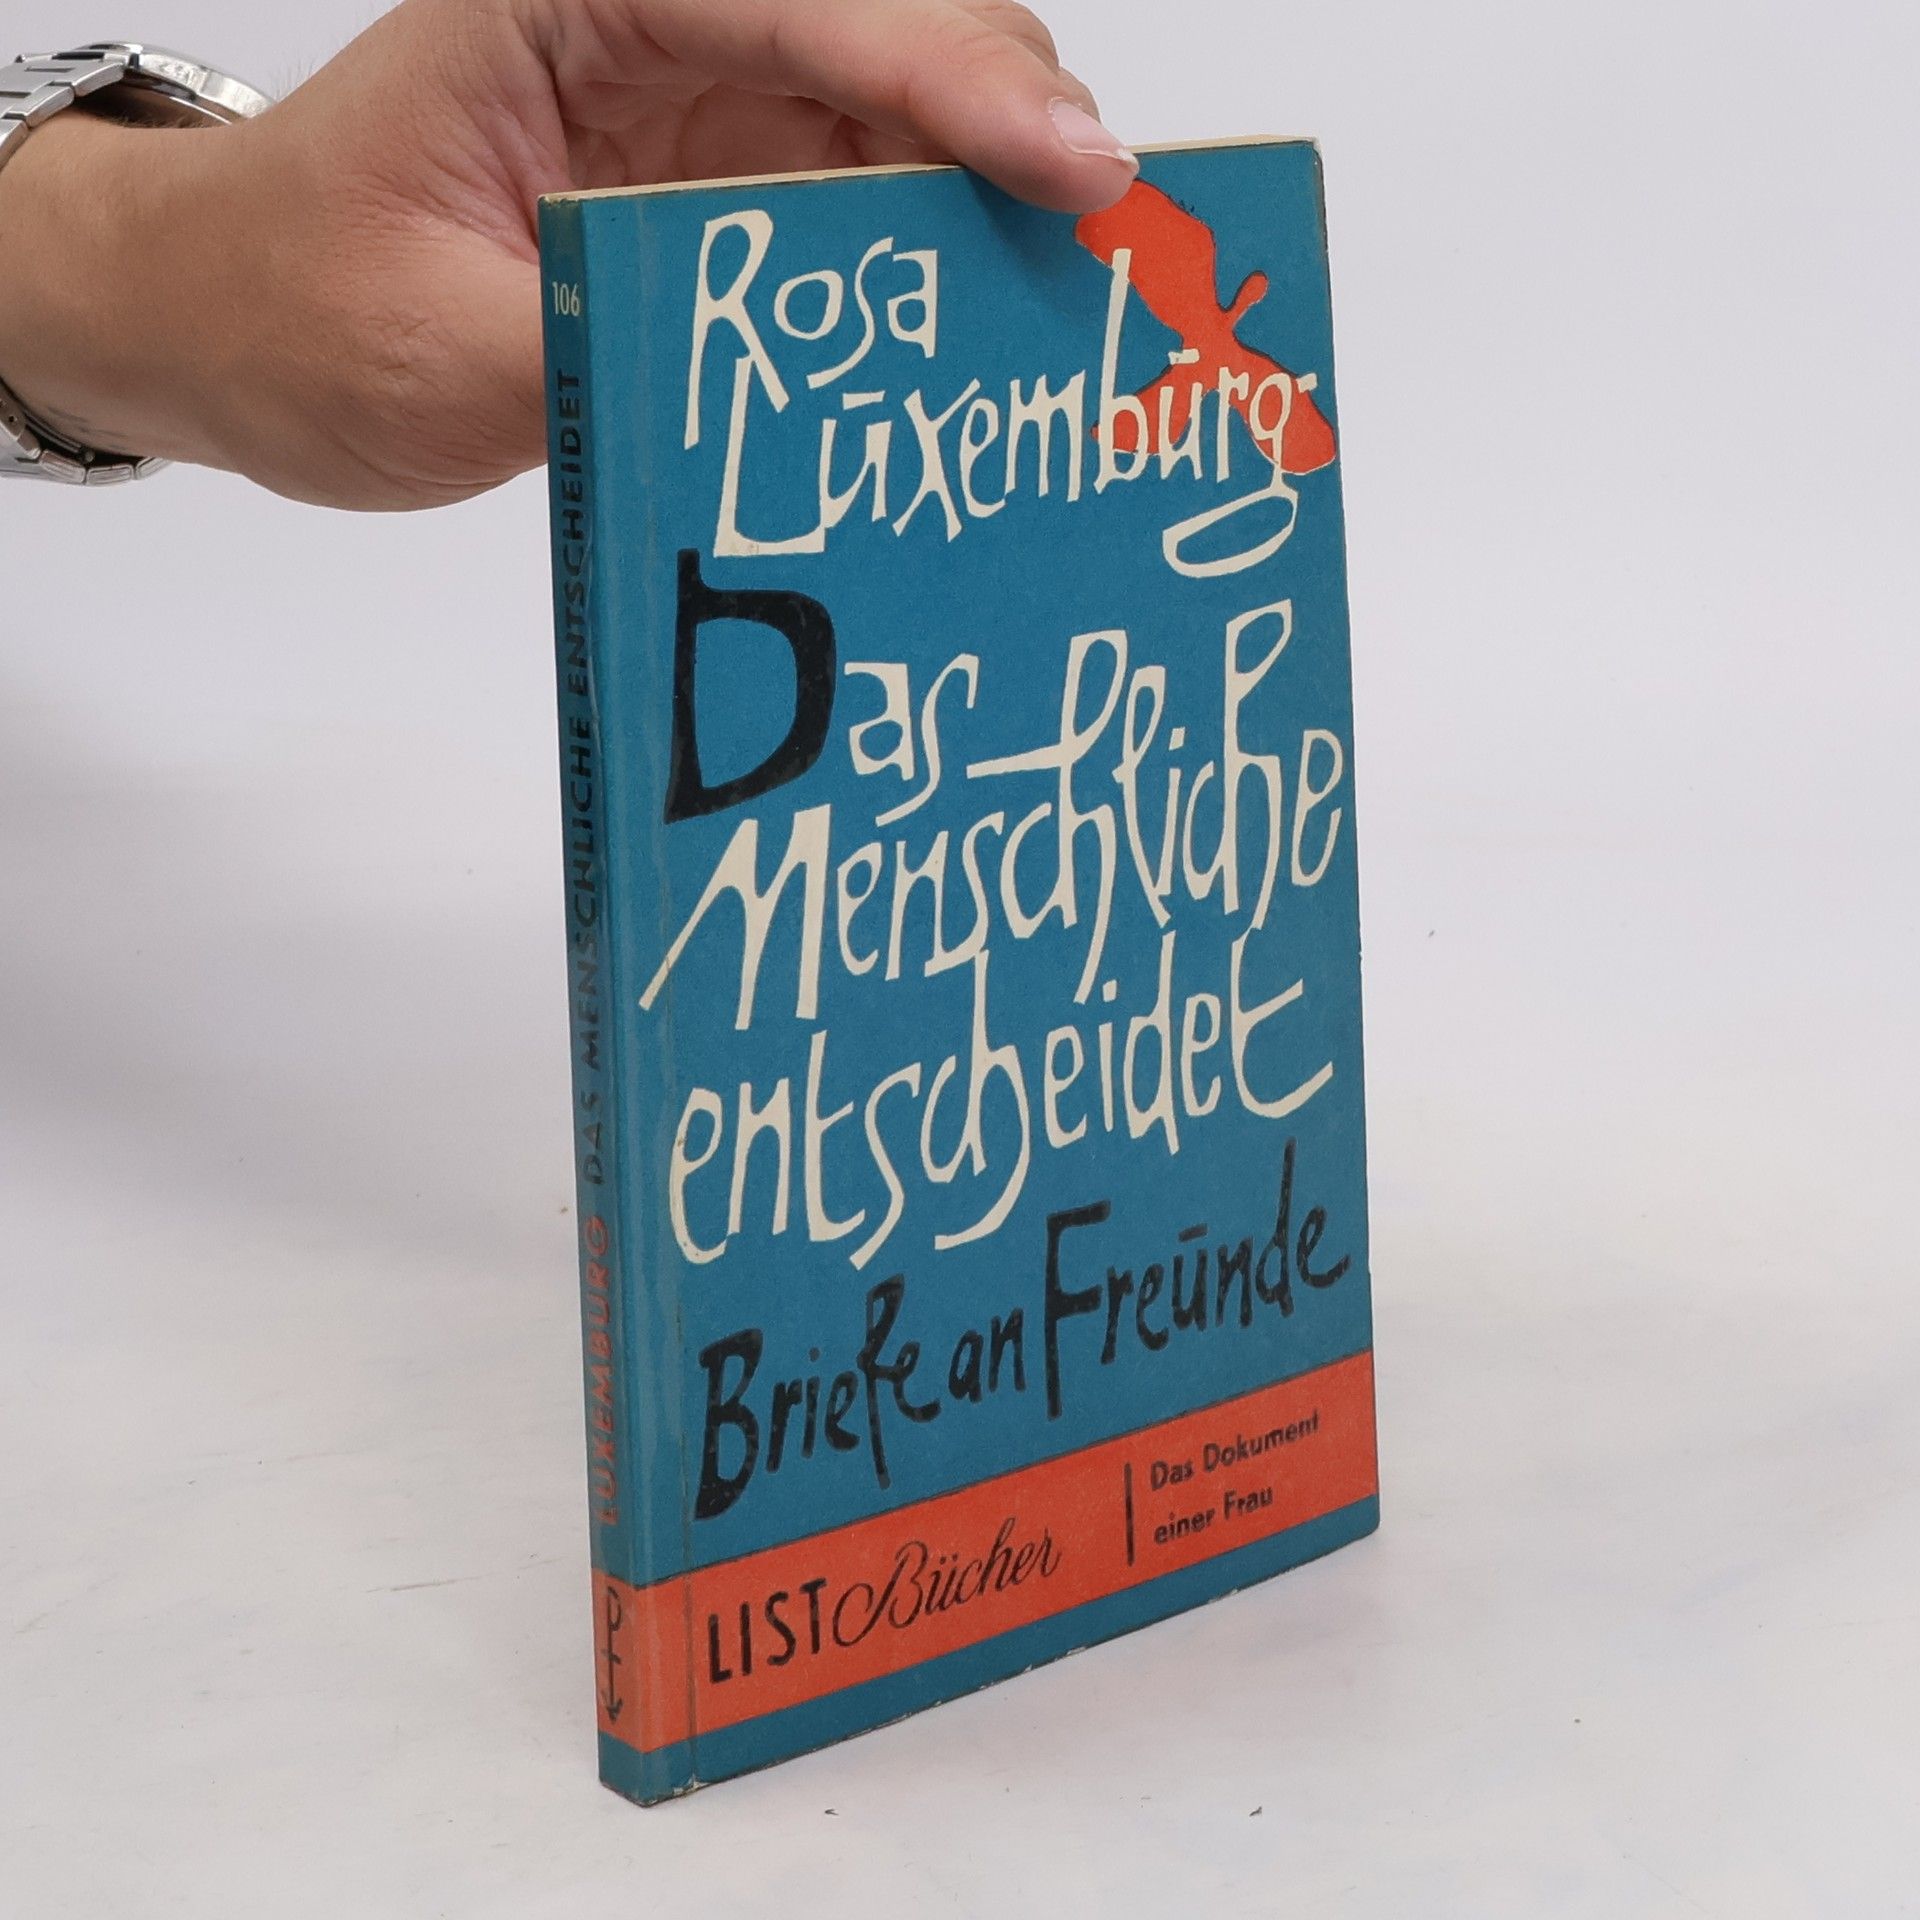 Rosa
Luxemburg
Das
Menschliche
entscheidet
Briefe an Freunde
LIST Bücher
Das Dokument
einer Frau
106
LUXEMBURG DAS MENSCHLICHE ENTSCHEIDET